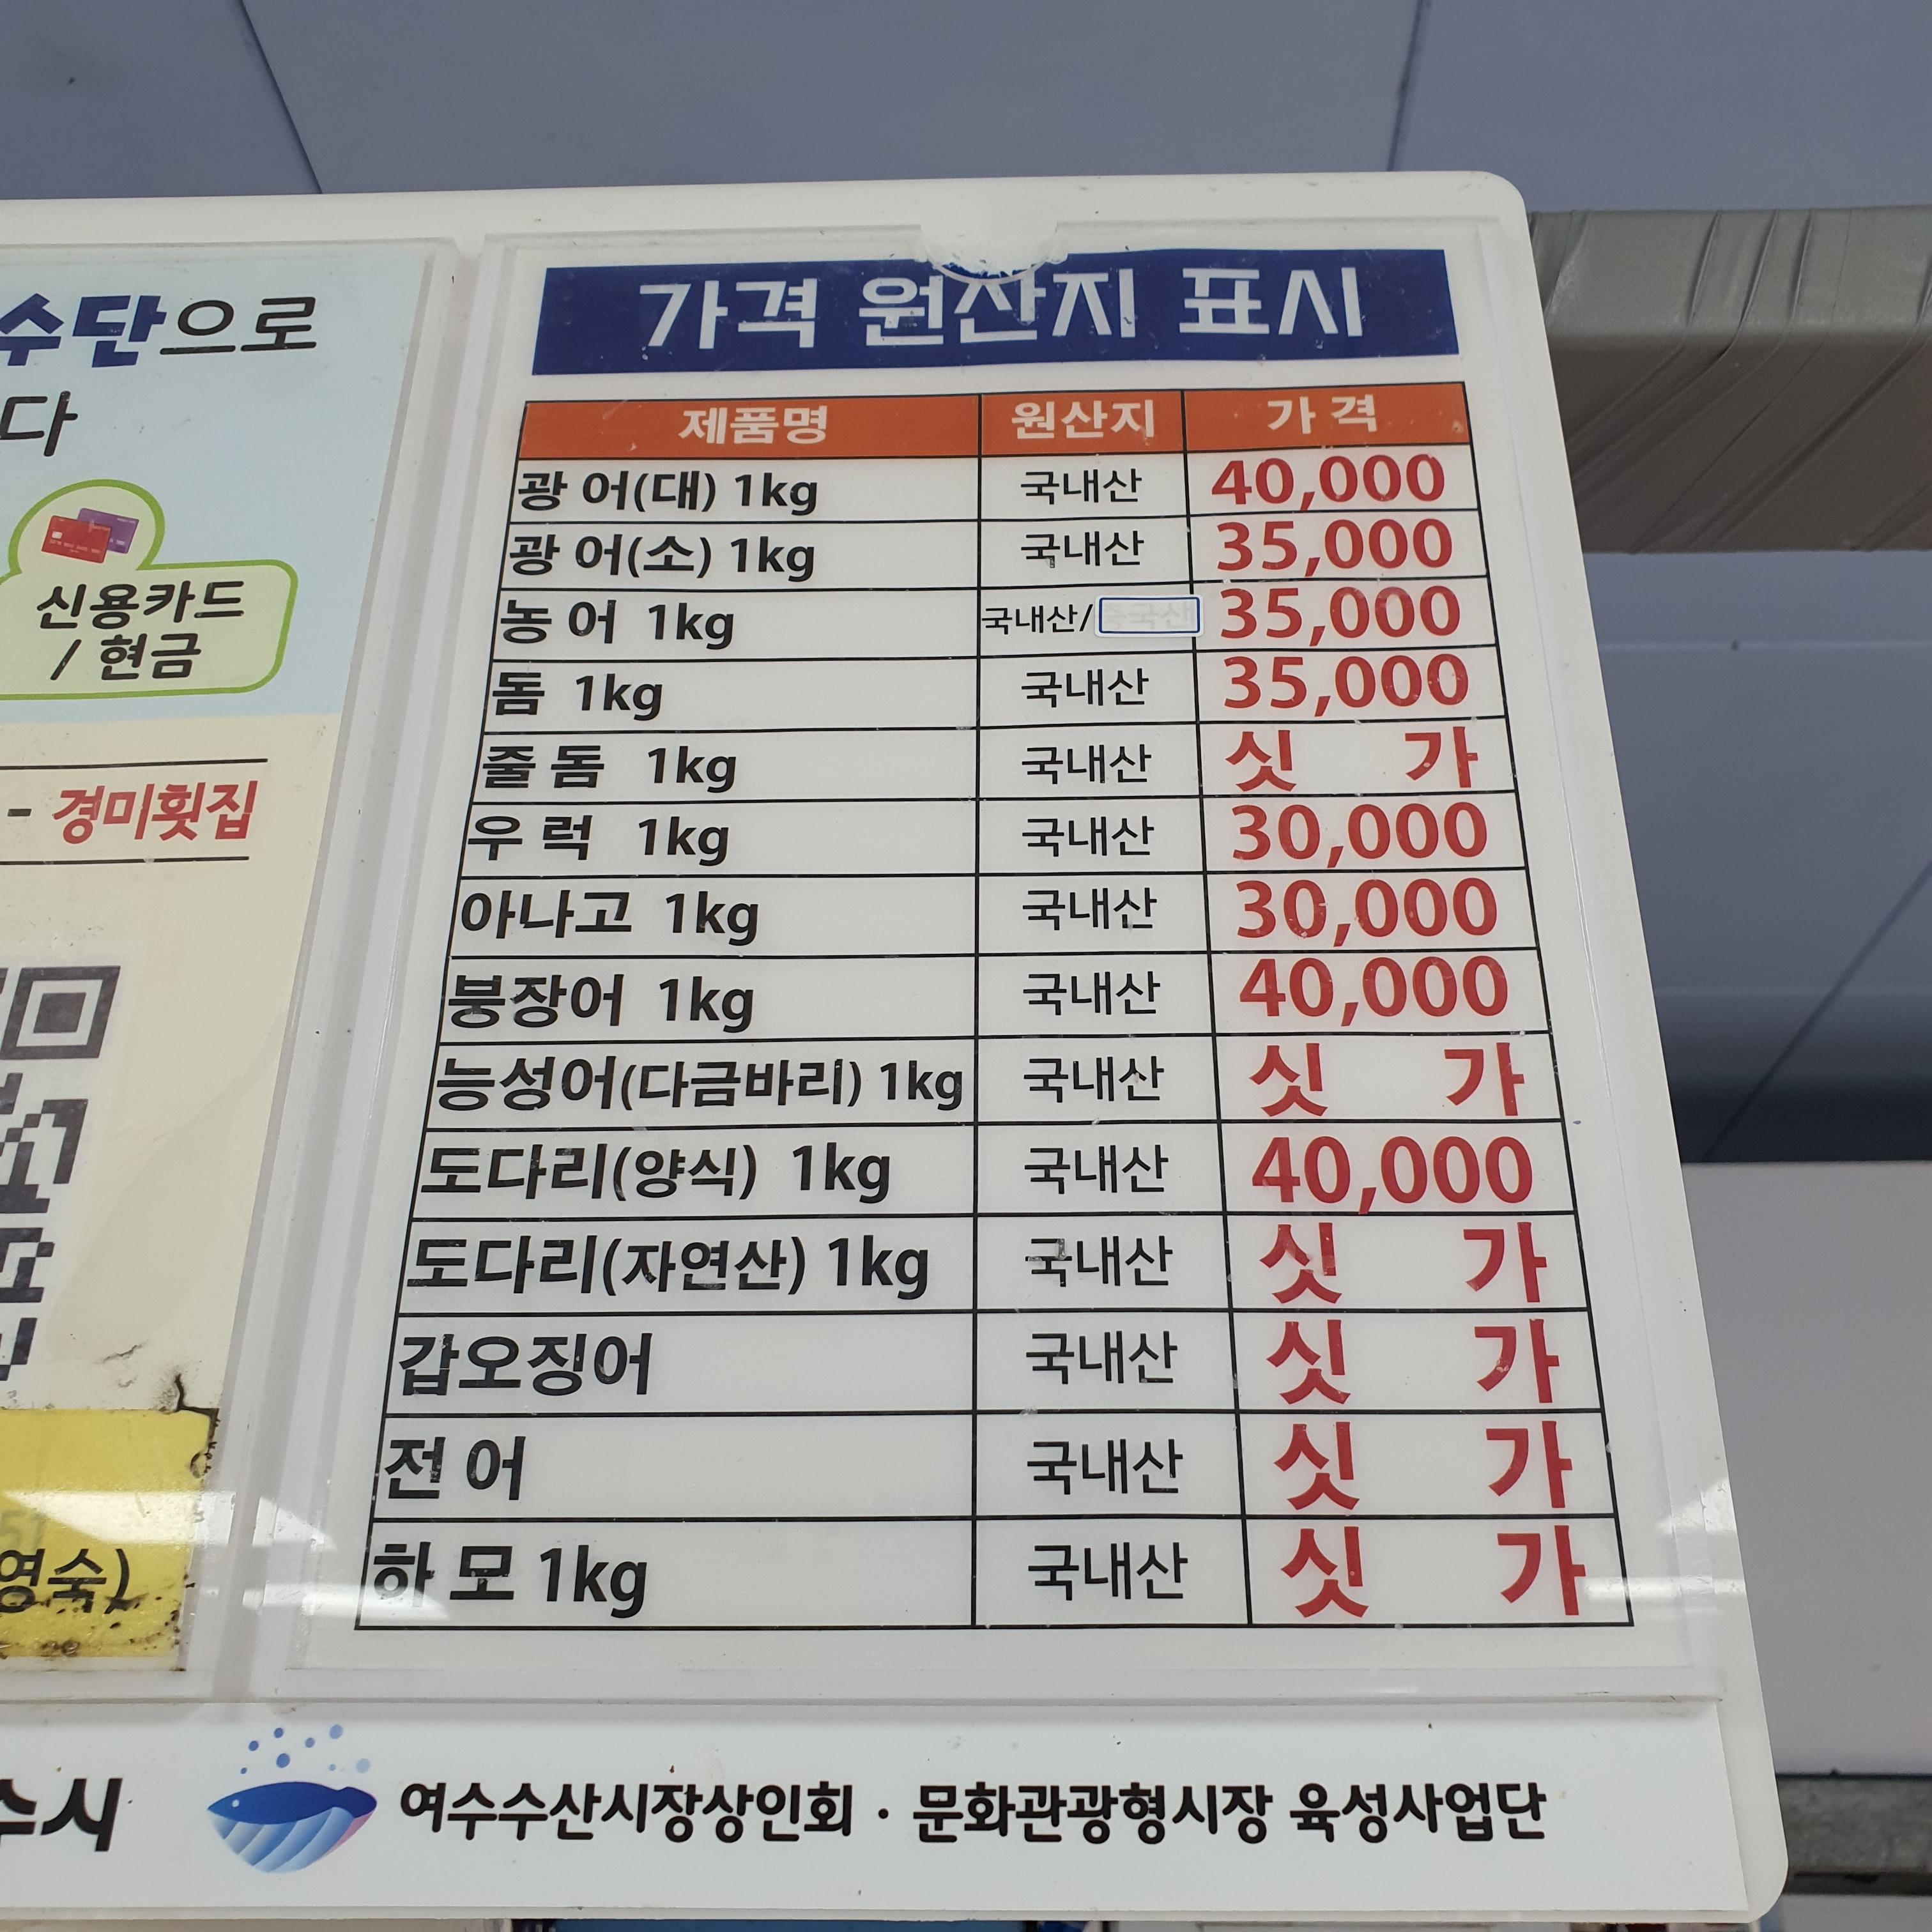 수단으로
다
신용카드
/ 현금
- 경미횟집
영숙)
가격 원산지 표시
제품명 원산지 가 격
광 어(대) 1kg 국내산 40,000
광 어(소) 1kg 국내산 35,000
농 어 1kg 국내산/중국산 35,000
돔 1kg 국내산 35,000
줄 돔 1kg 국내산 싯 가
우 럭 1kg 국내산 30,000
아나고 1kg 국내산 30,000
붕장어 1kg 국내산 40,000
능성어(다금바리) 1kg 국내산 싯 가
도다리(양식) 1kg 국내산 40,000
도다리(자연산) 1kg 국내산 싯 가
갑오징어 국내산 싯 가
전 어 국내산 싯 가
하 모 1kg 국내산 싯 가
수시 여수수산시장상인회 · 문화관광형시장 육성사업단